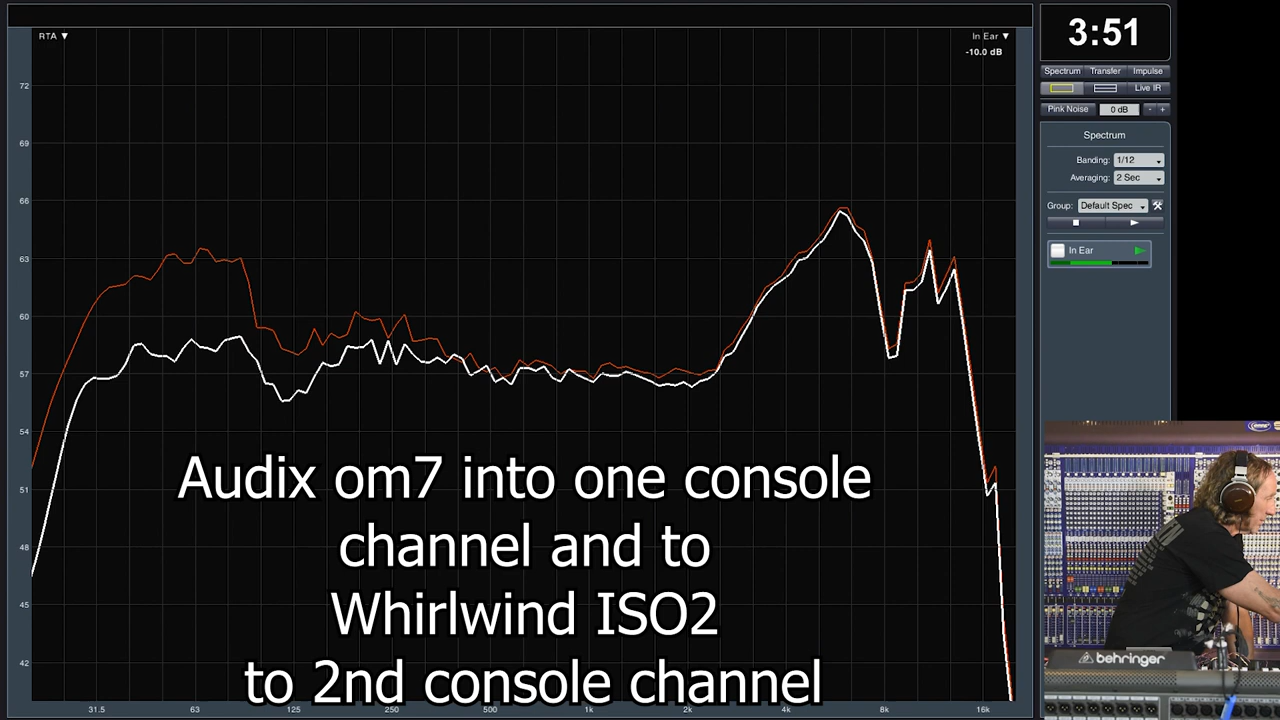 RTA ▼
In Ear ▼
-10.0 dB
72
69
66
63
60
57
54
51
48
45
42
31.5
63
125
250
500
1k
2k
4k
8k
16k
Audix om7 into one console
channel and to
Whirlwind ISO2
to 2nd console channel
3:51
Spectrum
Transfer
Impulse
Live IR
Pink Noise
0 dB
- +
Spectrum
Banding: 1/12
Averaging: 2 Sec
Group: Default Spec
In Ear
behringer